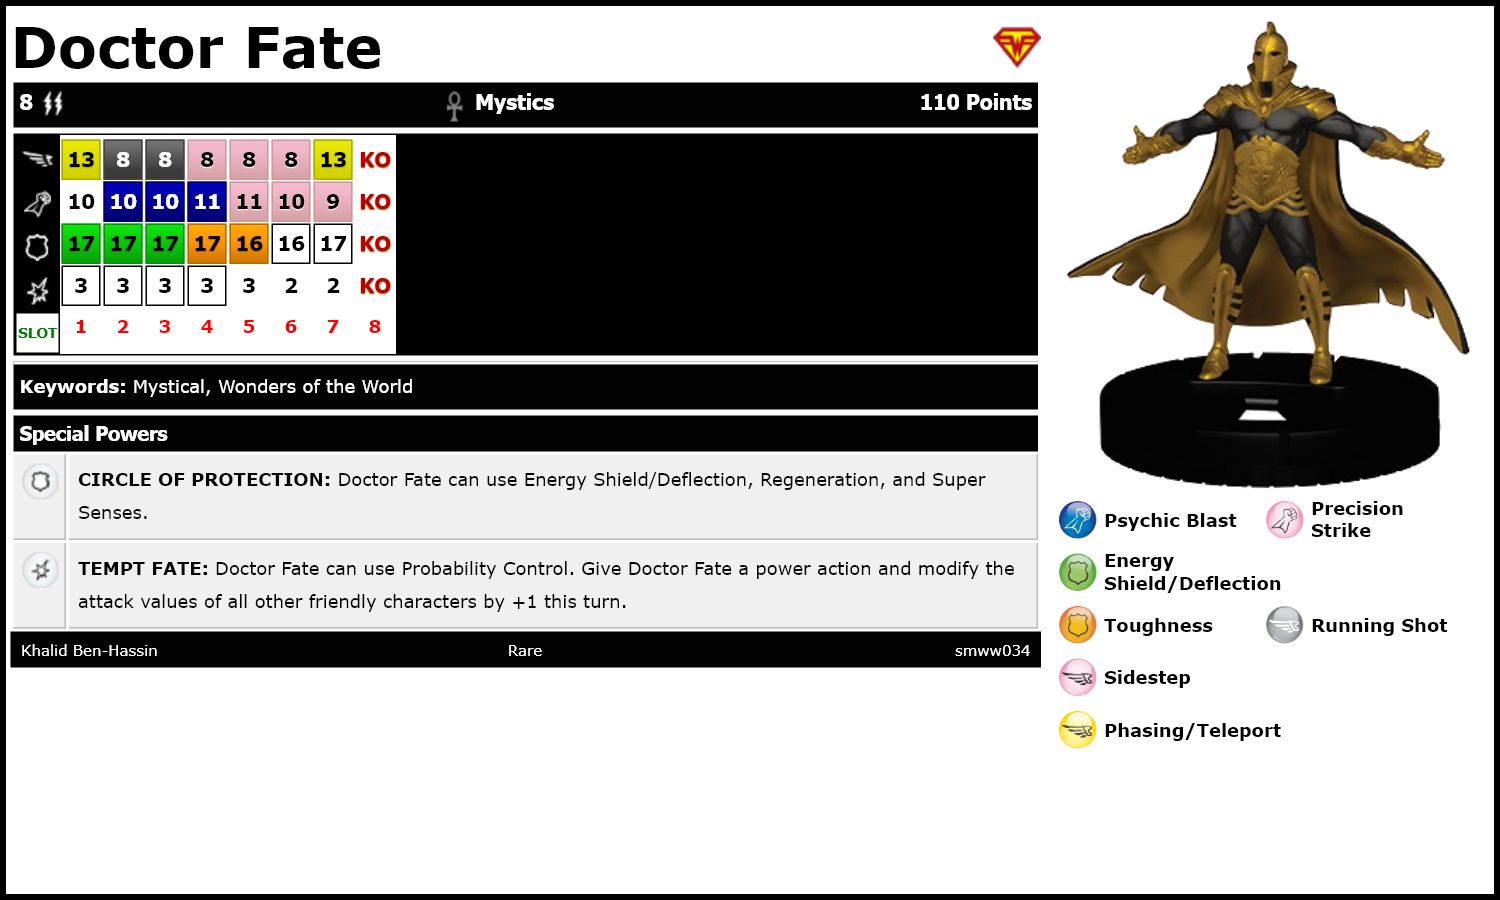 Doctor Fate
8 Mystics 110 Points
13 8 8 8 8 8 13 KO
10 10 10 11 11 10 9 KO
17 17 17 17 16 16 17 KO
3 3 3 3 3 2 2 KO
SLOT 1 2 3 4 5 6 7 8
Keywords: Mystical, Wonders of the World
Special Powers
CIRCLE OF PROTECTION: Doctor Fate can use Energy Shield/Deflection, Regeneration, and Super
Senses.
TEMPT FATE: Doctor Fate can use Probability Control. Give Doctor Fate a power action and modify the
attack values of all other friendly characters by +1 this turn.
Khalid Ben-Hassin Rare smww034
Psychic Blast
Precision
Strike
Energy
Shield/Deflection
Toughness
Running Shot
Sidestep
Phasing/Teleport